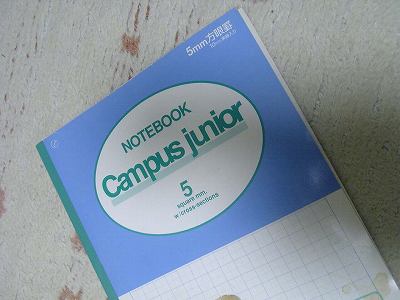 5mm方眼罫
NOTEBOOK
Campus junior
5
square mm.
w/cross-sections